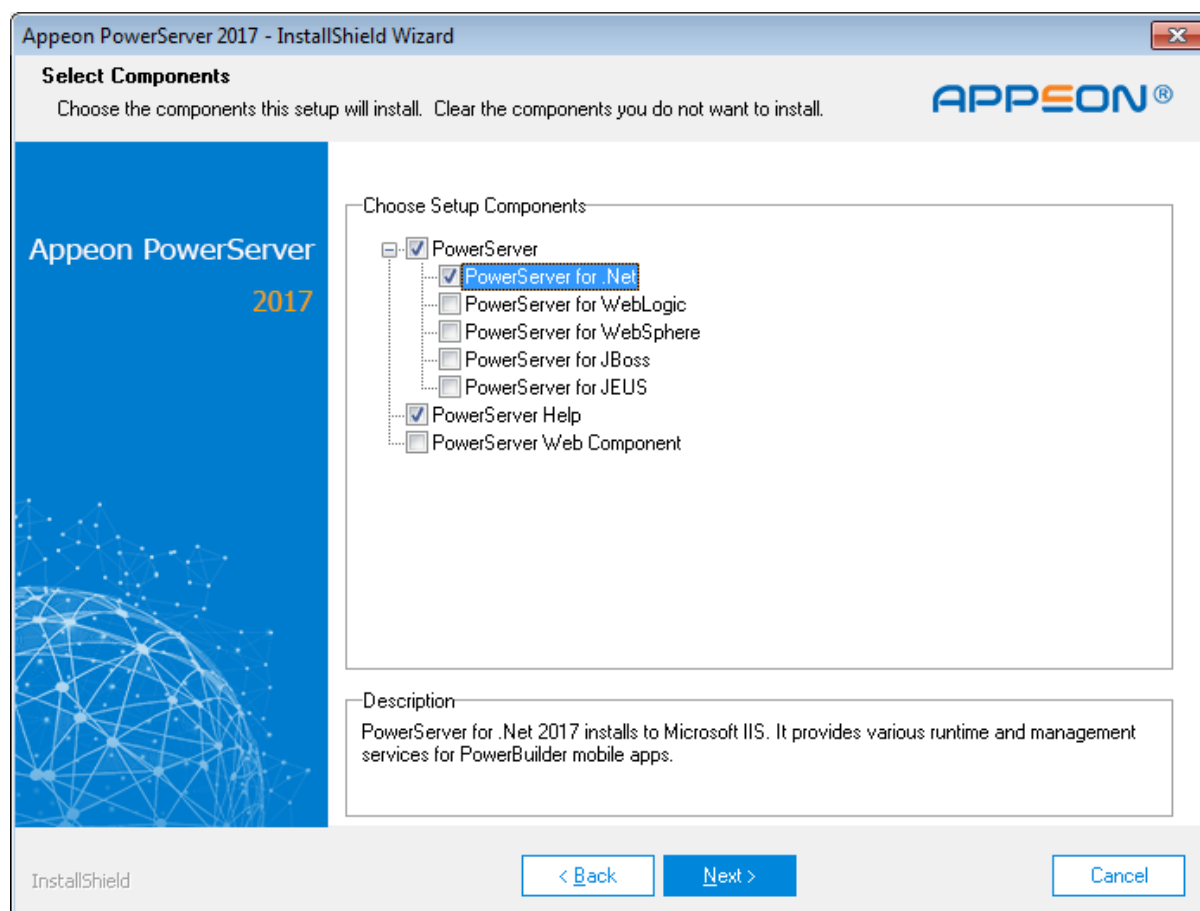 Appeon PowerServer 2017 - InstallShield Wizard
Select Components
Choose the components this setup will install. Clear the components you do not want to install.
APPEON®
Appeon PowerServer
2017
Choose Setup Components
PowerServer
PowerServer for .Net
PowerServer for WebLogic
PowerServer for WebSphere
PowerServer for JBoss
PowerServer for JEUS
PowerServer Help
PowerServer Web Component
Description
PowerServer for .Net 2017 installs to Microsoft IIS. It provides various runtime and management
services for PowerBuilder mobile apps.
InstallShield
< Back
Next >
Cancel